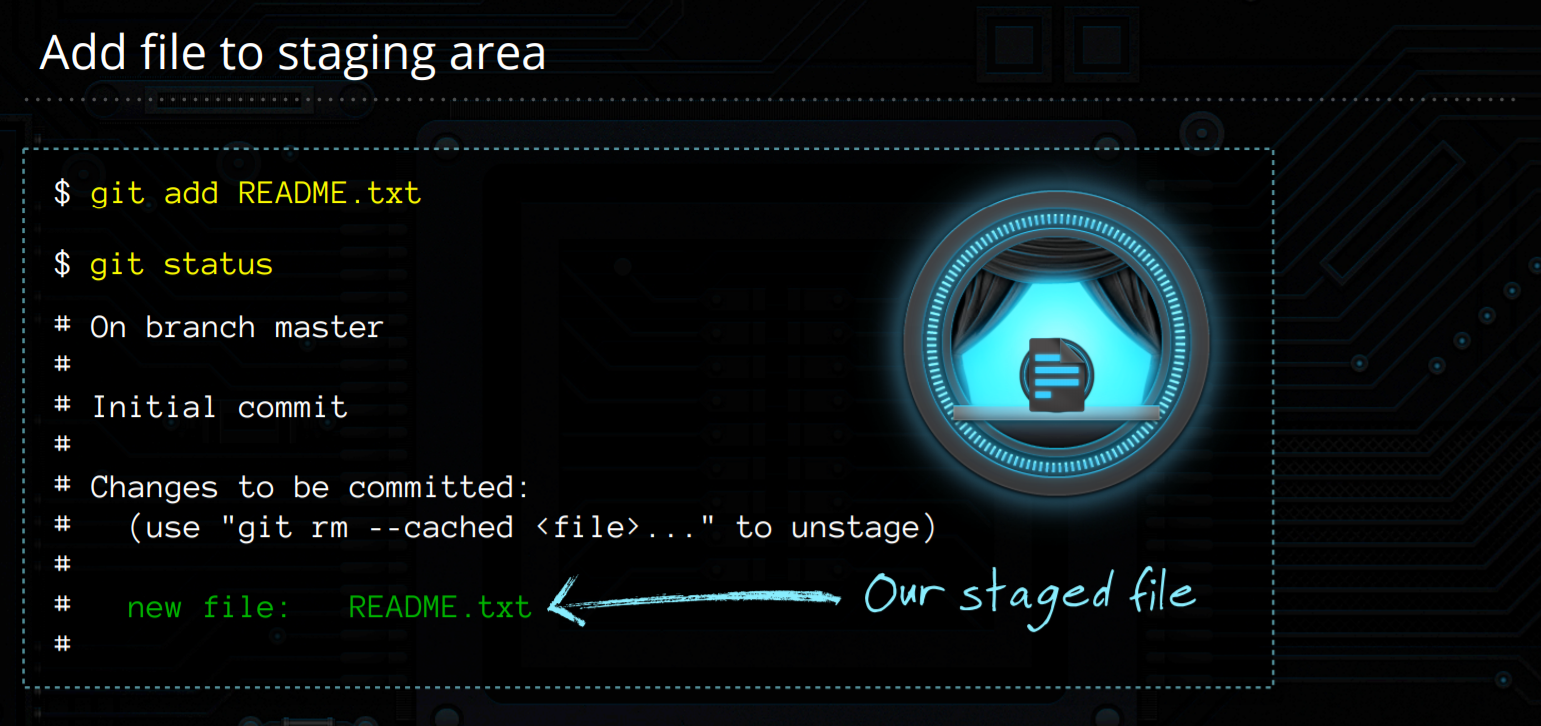 Add file to staging area
$ git add README.txt
$ git status
# On branch master
#
# Initial commit
#
# Changes to be committed:
#   (use "git rm --cached <file>..." to unstage)
#
#   new file:   README.txt
Our staged file
#